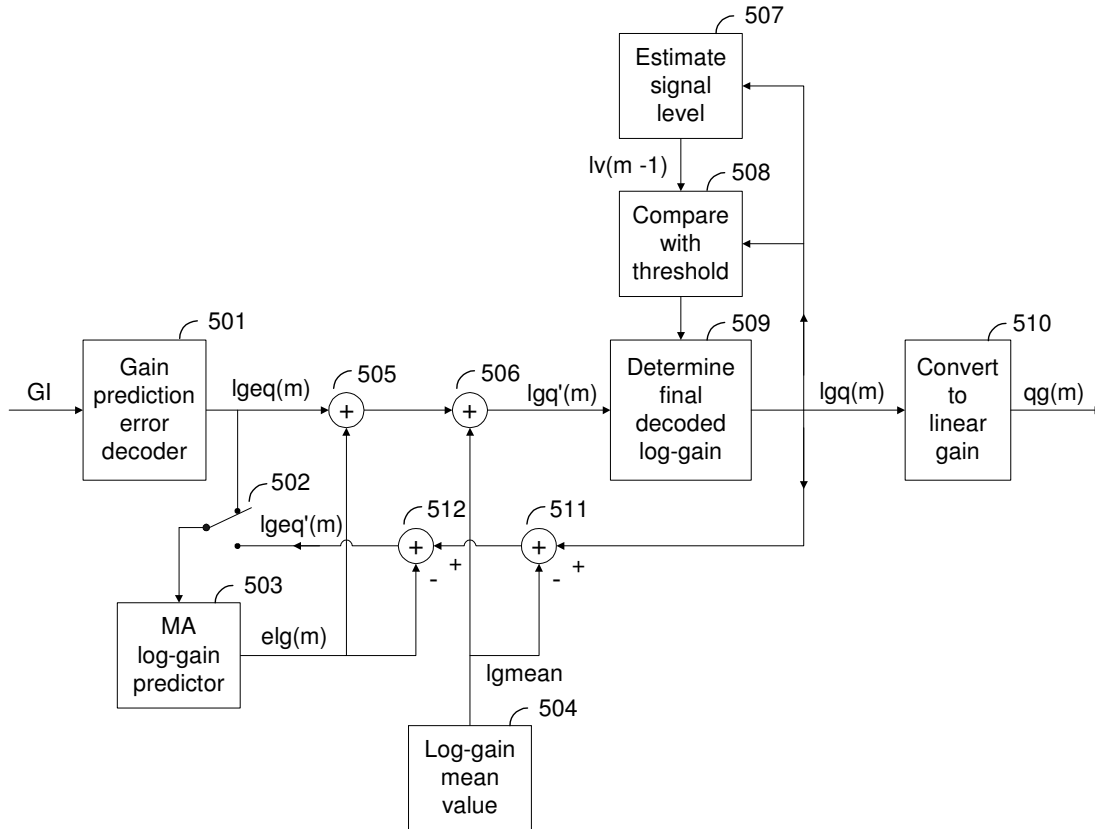 507
Estimate
signal
level
lv(m -1)
508
Compare
with
threshold
501
Gain
prediction
error
decoder
GI
lgeq(m)
505
+
506
+
lgq'(m)
509
Determine
final
decoded
log-gain
lgq(m)
510
Convert
to
linear
gain
qg(m)
502
lgeq'(m)
512
+
-
+
511
+
-
+
503
MA
log-gain
predictor
elg(m)
lgmean
504
Log-gain
mean
value